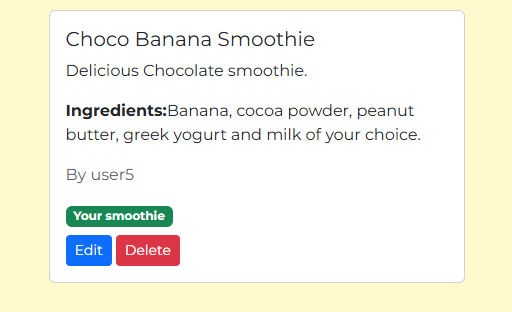 Choco Banana Smoothie
Delicious Chocolate smoothie.
Ingredients:Banana, cocoa powder, peanut
butter, greek yogurt and milk of your choice.
By user5
Your smoothie
Edit Delete